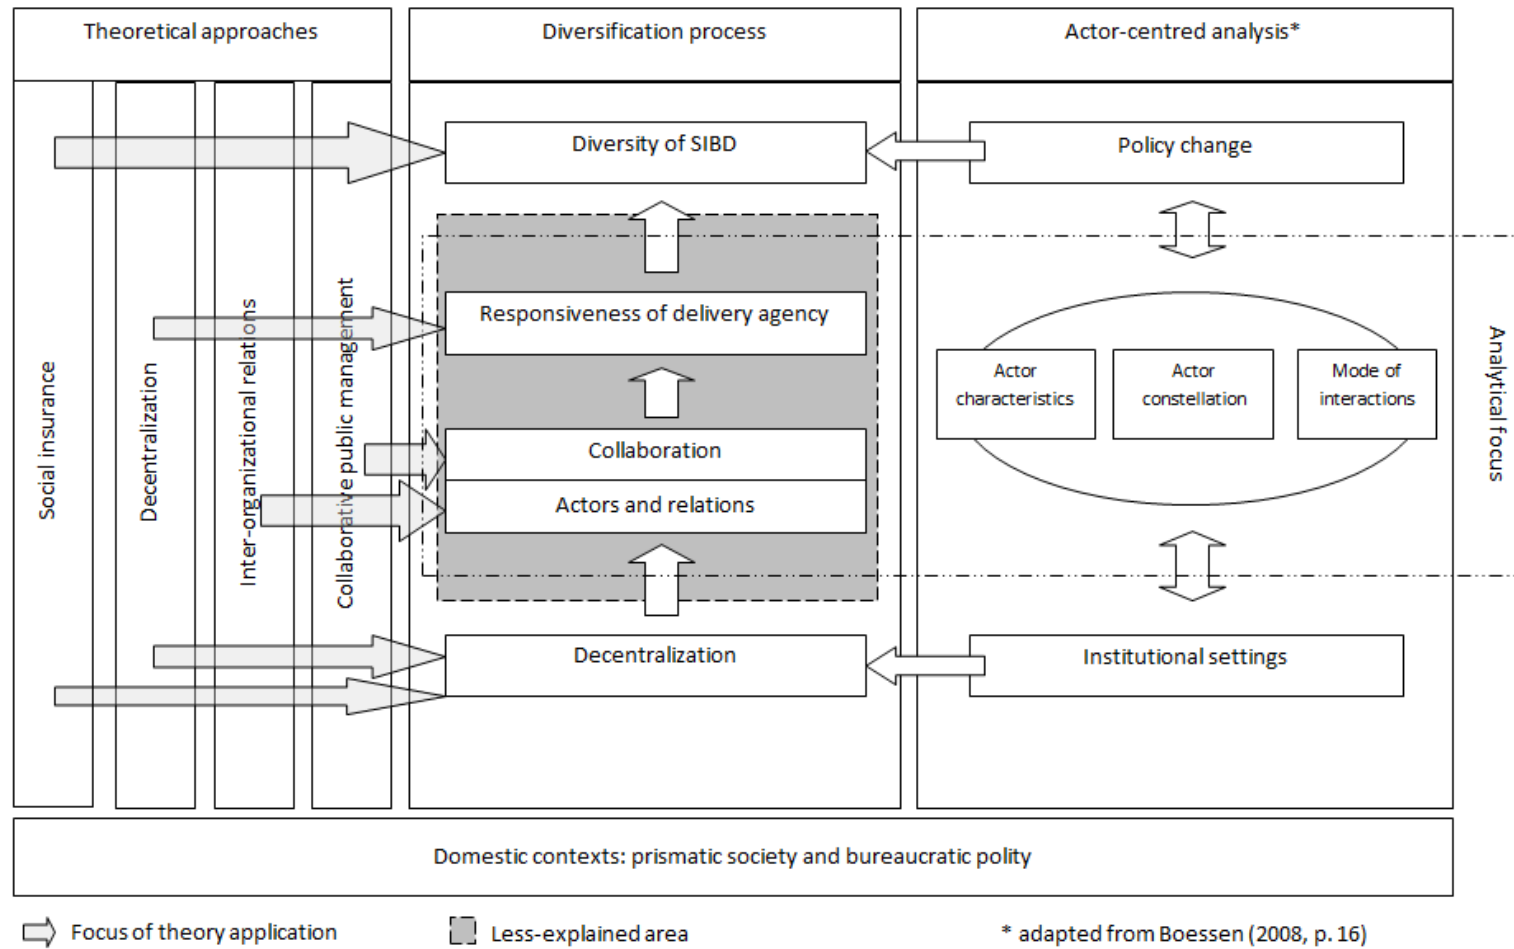 Theoretical approaches
Diversification process
Actor-centred analysis*
Social insurance
Decentralization
Inter-organizational relations
Collaborative public management
Diversity of SIBD
Responsiveness of delivery agency
Collaboration
Actors and relations
Decentralization
Policy change
Actor
characteristics
Actor
constellation
Mode of
interactions
Institutional settings
Analytical focus
Domestic contexts: prismatic society and bureaucratic polity
Focus of theory application
Less-explained area
* adapted from Boessen (2008, p. 16)